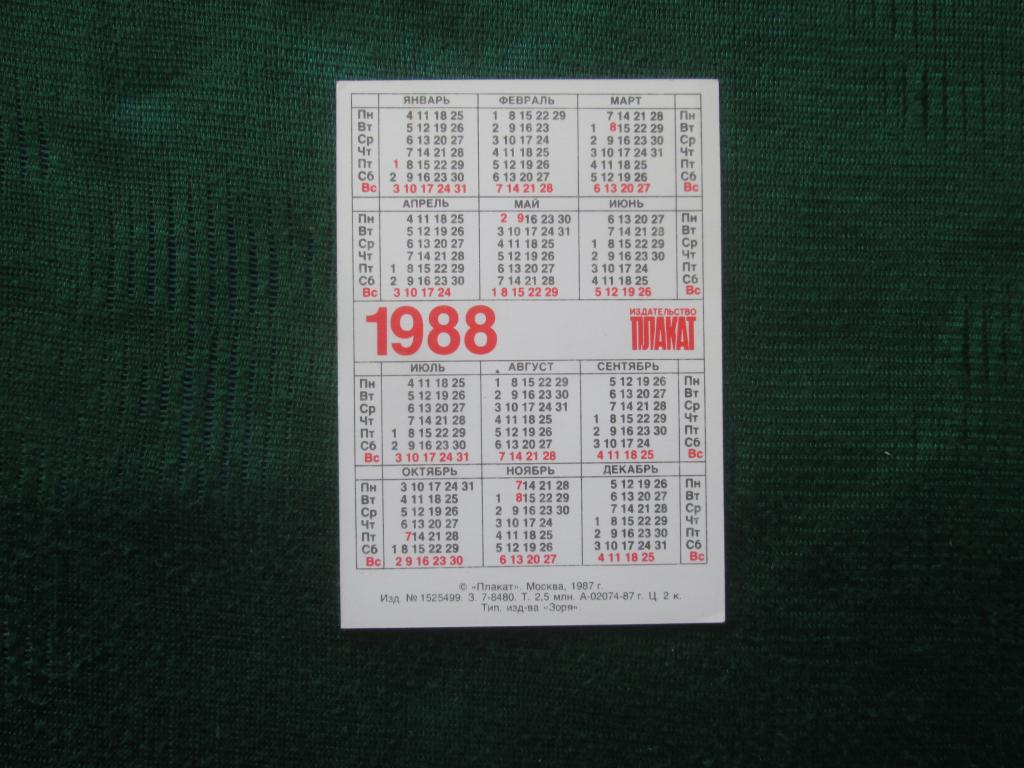 ЯНВАРЬ ФЕВРАЛЬ МАРТ
Пн 4 11 18 25 1 8 15 22 29 7 14 21 28 Пн
Вт 5 12 19 26 2 9 16 23 1 8 15 22 29 Вт
Ср 6 13 20 27 3 10 17 24 2 9 16 23 30 Ср
Чт 7 14 21 28 4 11 18 25 3 10 17 24 31 Чт
Пт 1 8 15 22 29 5 12 19 26 4 11 18 25 Пт
Сб 2 9 16 23 30 6 13 20 27 5 12 19 26 Сб
Вс 3 10 17 24 31 7 14 21 28 6 13 20 27 Вс
АПРЕЛЬ МАЙ ИЮНЬ
Пн 4 11 18 25 2 9 16 23 30 6 13 20 27 Пн
Вт 5 12 19 26 3 10 17 24 31 7 14 21 28 Вт
Ср 6 13 20 27 4 11 18 25 1 8 15 22 29 Ср
Чт 7 14 21 28 5 12 19 26 2 9 16 23 30 Чт
Пт 1 8 15 22 29 6 13 20 27 3 10 17 24 Пт
Сб 2 9 16 23 30 7 14 21 28 4 11 18 25 Сб
Вс 3 10 17 24 1 8 15 22 29 5 12 19 26 Вс
1988
ИЗДАТЕЛЬСТВО
ПЛАКАТ
ИЮЛЬ АВГУСТ СЕНТЯБРЬ
Пн 4 11 18 25 1 8 15 22 29 5 12 19 26 Пн
Вт 5 12 19 26 2 9 16 23 30 6 13 20 27 Вт
Ср 6 13 20 27 3 10 17 24 31 7 14 21 28 Ср
Чт 7 14 21 28 4 11 18 25 1 8 15 22 29 Чт
Пт 1 8 15 22 29 5 12 19 26 2 9 16 23 30 Пт
Сб 2 9 16 23 30 6 13 20 27 3 10 17 24 Сб
Вс 3 10 17 24 31 7 14 21 28 4 11 18 25 Вс
ОКТЯБРЬ НОЯБРЬ ДЕКАБРЬ
Пн 3 10 17 24 31 7 14 21 28 5 12 19 26 Пн
Вт 4 11 18 25 1 8 15 22 29 6 13 20 27 Вт
Ср 5 12 19 26 2 9 16 23 30 7 14 21 28 Ср
Чт 6 13 20 27 3 10 17 24 1 8 15 22 29 Чт
Пт 7 14 21 28 4 11 18 25 2 9 16 23 30 Пт
Сб 1 8 15 22 29 5 12 19 26 3 10 17 24 31 Сб
Вс 2 9 16 23 30 6 13 20 27 4 11 18 25 Вс
© «Плакат». Москва, 1987 г.
Изд. № 1525499. З. 7-8480. Т. 2,5 млн. А-02074-87 г. Ц. 2 к.
Тип. изд-ва «Зоря».